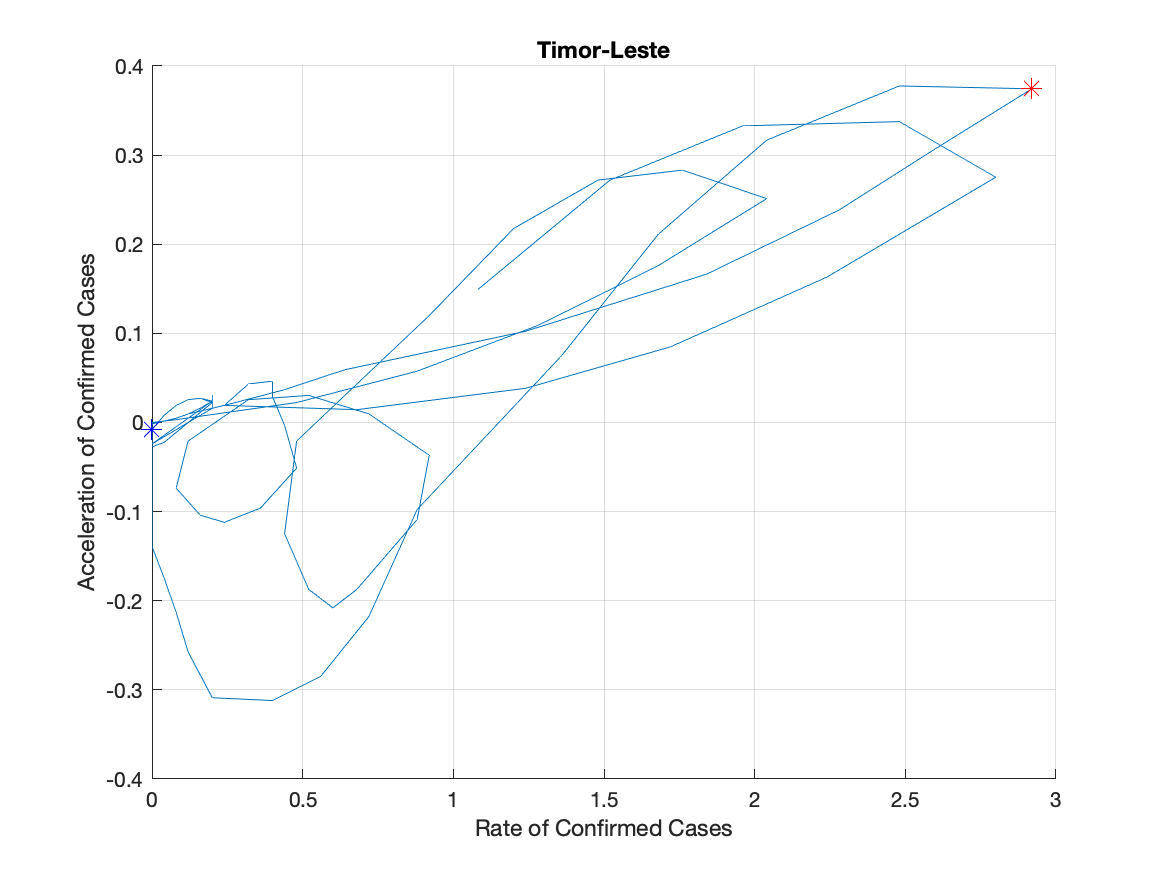 Timor-Leste
0.4
0.3
0.2
0.1
0
-0.1
-0.2
-0.3
-0.4
Acceleration of Confirmed Cases
0 0.5 1 1.5 2 2.5 3
Rate of Confirmed Cases